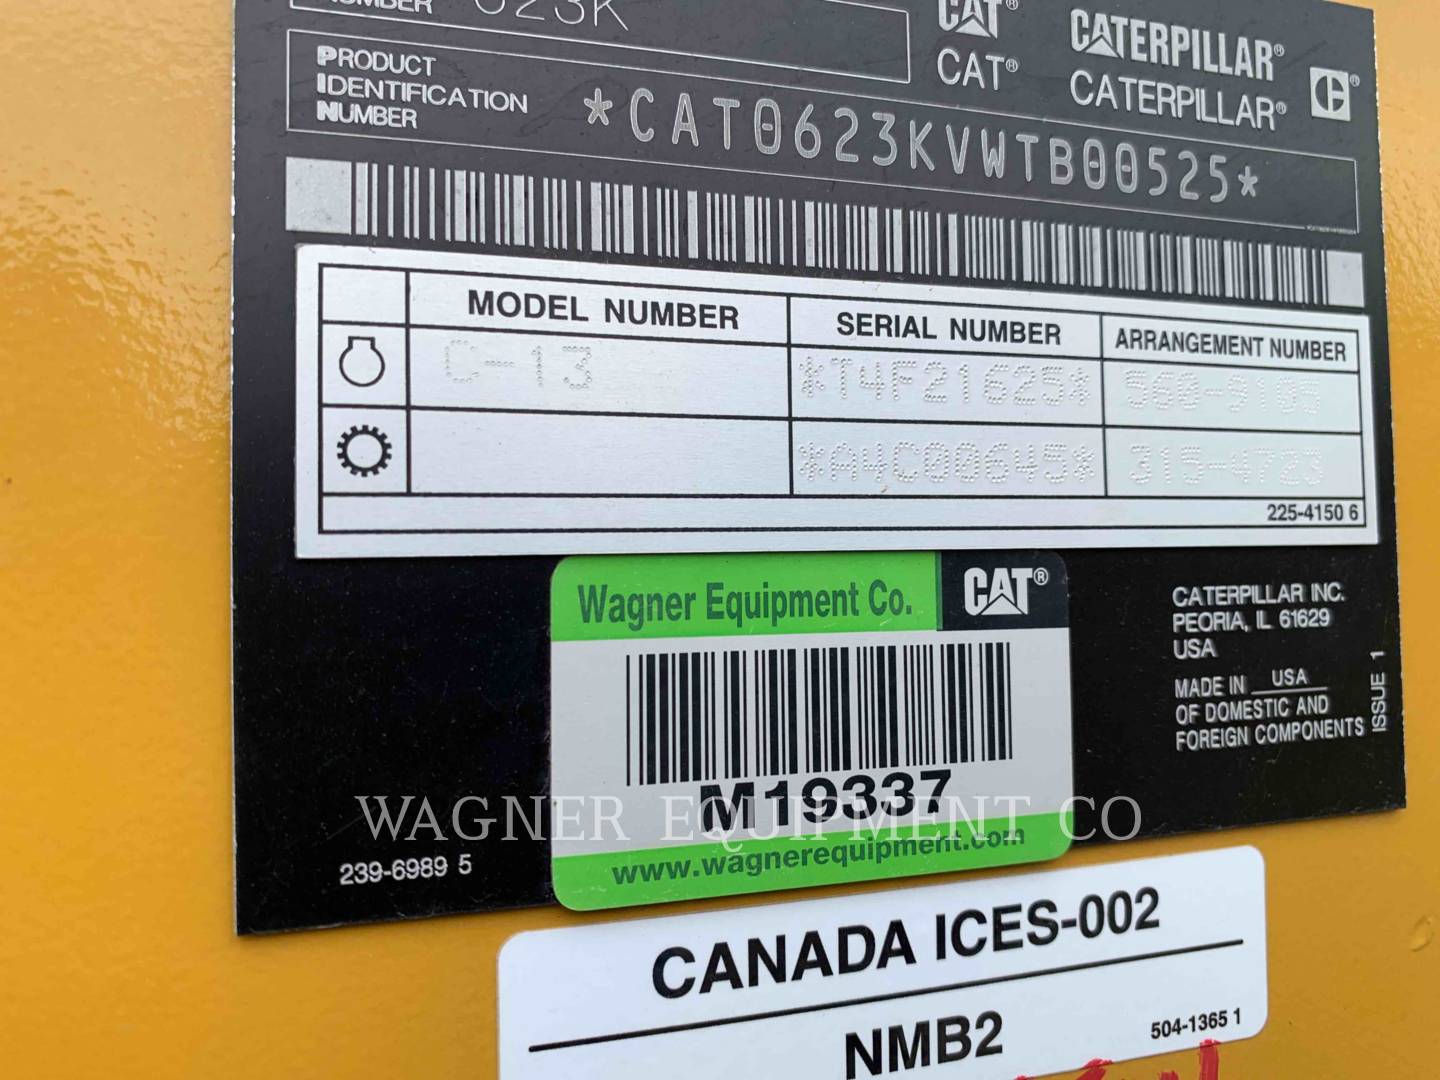 NUMBER 623K
CAT®
CAT®
CATERPILLAR®
CATERPILLAR®
PRODUCT
IDENTIFICATION
NUMBER
*CAT0623KVWTB00525*
MODEL NUMBER SERIAL NUMBER ARRANGEMENT NUMBER
C-13 *T4F21625* 560-9105
*A4C00645* 315-4723
225-4150 6
Wagner Equipment Co. CAT®
M19337
www.wagnerequipment.com
CATERPILLAR INC.
PEORIA, IL 61629
USA
MADE IN USA
OF DOMESTIC AND
FOREIGN COMPONENTS
ISSUE 1
WAGNER EQUIPMENT CO
239-6989 5
CANADA ICES-002
NMB2
504-1365 1